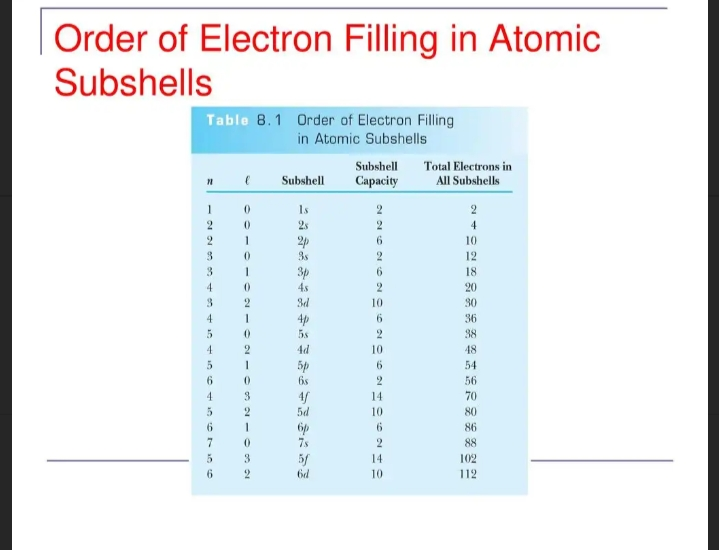 Order of Electron Filling in Atomic
Subshells
Table 8.1 Order of Electron Filling
in Atomic Subshells
n ℓ Subshell Subshell Capacity Total Electrons in All Subshells
1 0 1s 2 2
2 0 2s 2 4
2 1 2p 6 10
3 0 3s 2 12
3 1 3p 6 18
4 0 4s 2 20
3 2 3d 10 30
4 1 4p 6 36
5 0 5s 2 38
4 2 4d 10 48
5 1 5p 6 54
6 0 6s 2 56
4 3 4f 14 70
5 2 5d 10 80
6 1 6p 6 86
7 0 7s 2 88
5 3 5f 14 102
6 2 6d 10 112